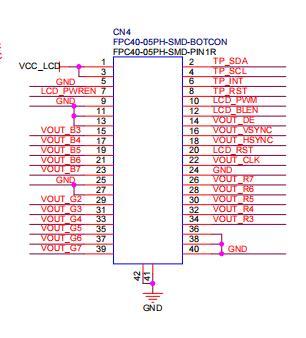 CN4
FPC40-05PH-SMD-BOTCON
FPC40-05PH-SMD-PIN1R
VCC_LCD 1 2 TP_SDA
3 4 TP_SCL
GND 5 6 TP_INT
LCD_PWREN 7 8 TP_RST
GND 9 10 LCD_PWM
11 12 LCD_BLEN
13 14 VOUT_DE
VOUT_B3 15 16 VOUT_VSYNC
VOUT_B4 17 18 VOUT_HSYNC
VOUT_B5 19 20 LCD_RST
VOUT_B6 21 22 VOUT_CLK
VOUT_B7 23 24 GND
GND 25 26 VOUT_R7
27 28 VOUT_R6
VOUT_G2 29 30 VOUT_R5
VOUT_G3 31 32 VOUT_R4
VOUT_G4 33 34 VOUT_R3
VOUT_G5 35 36
VOUT_G6 37 38
VOUT_G7 39 40 GND
42 41
GND